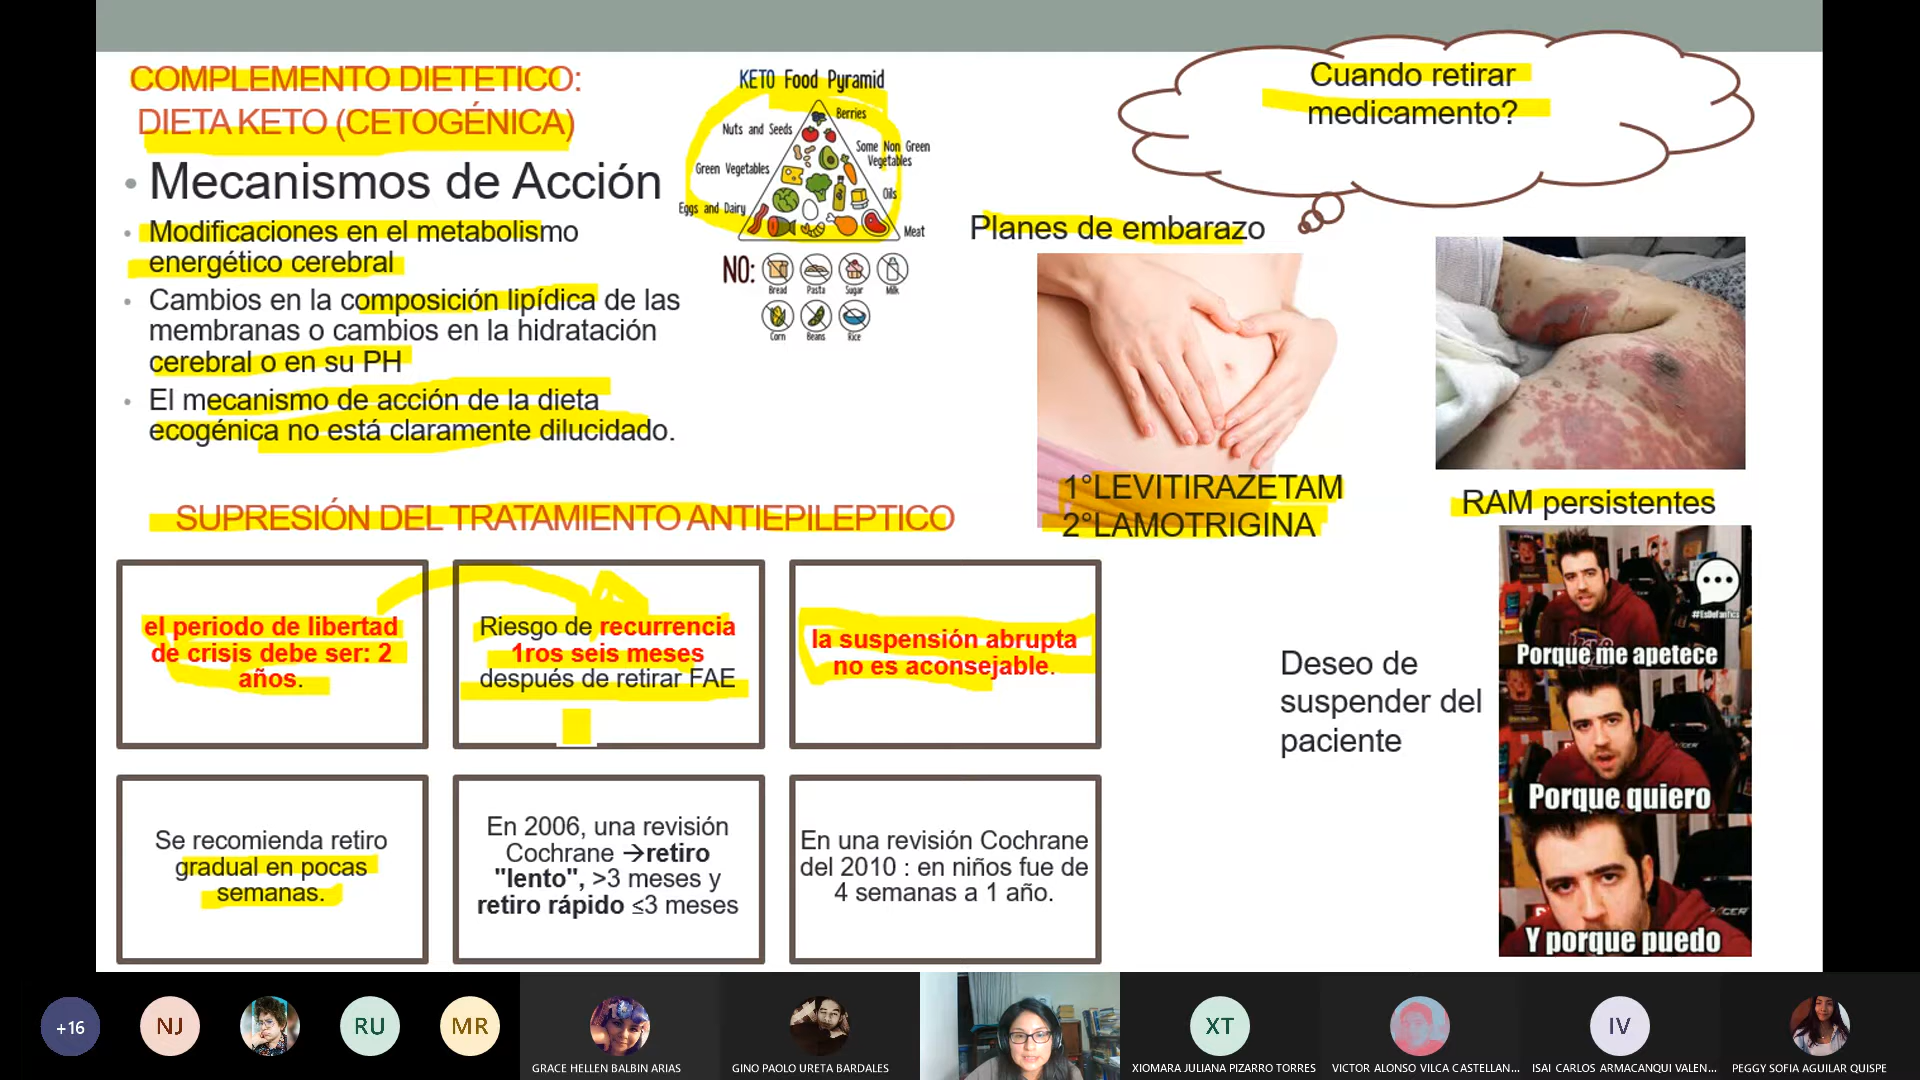 COMPLEMENTO DIETETICO:
DIETA KETO (CETOGÉNICA)
• Mecanismos de Acción
• Modificaciones en el metabolismo
energético cerebral
• Cambios en la composición lipídica de las
membranas o cambios en la hidratación
cerebral o en su PH
• El mecanismo de acción de la dieta
ecogénica no está claramente dilucidado.
KETO Food Pyramid
Berries
Nuts and Seeds
Some Non Green
Vegetables
Green Vegetables
Oils
Eggs and Dairy
Meat
NO:
Bread Pasta Sugar Milk
Corn Beans Rice
Cuando retirar
medicamento?
Planes de embarazo
1°LEVITIRAZETAM
2°LAMOTRIGINA
RAM persistentes
SUPRESIÓN DEL TRATAMIENTO ANTIEPILEPTICO
el periodo de libertad
de crisis debe ser: 2
años.
Riesgo de recurrencia
1ros seis meses
después de retirar FAE
la suspensión abrupta
no es aconsejable.
Se recomienda retiro
gradual en pocas
semanas.
En 2006, una revisión
Cochrane →retiro
"lento", >3 meses y
retiro rápido ≤3 meses
En una revisión Cochrane
del 2010 : en niños fue de
4 semanas a 1 año.
Deseo de
suspender del
paciente
#EsDeFanfics
Porque me apetece
Porque quiero
Y porque puedo
+16
NJ
RU
MR
GRACE HELLEN BALBIN ARIAS
GINO PAOLO URETA BARDALES
XT
XIOMARA JULIANA PIZARRO TORRES
VICTOR ALONSO VILCA CASTELLAN...
IV
ISAI CARLOS ARMACANQUI VALEN...
PEGGY SOFIA AGUILAR QUISPE